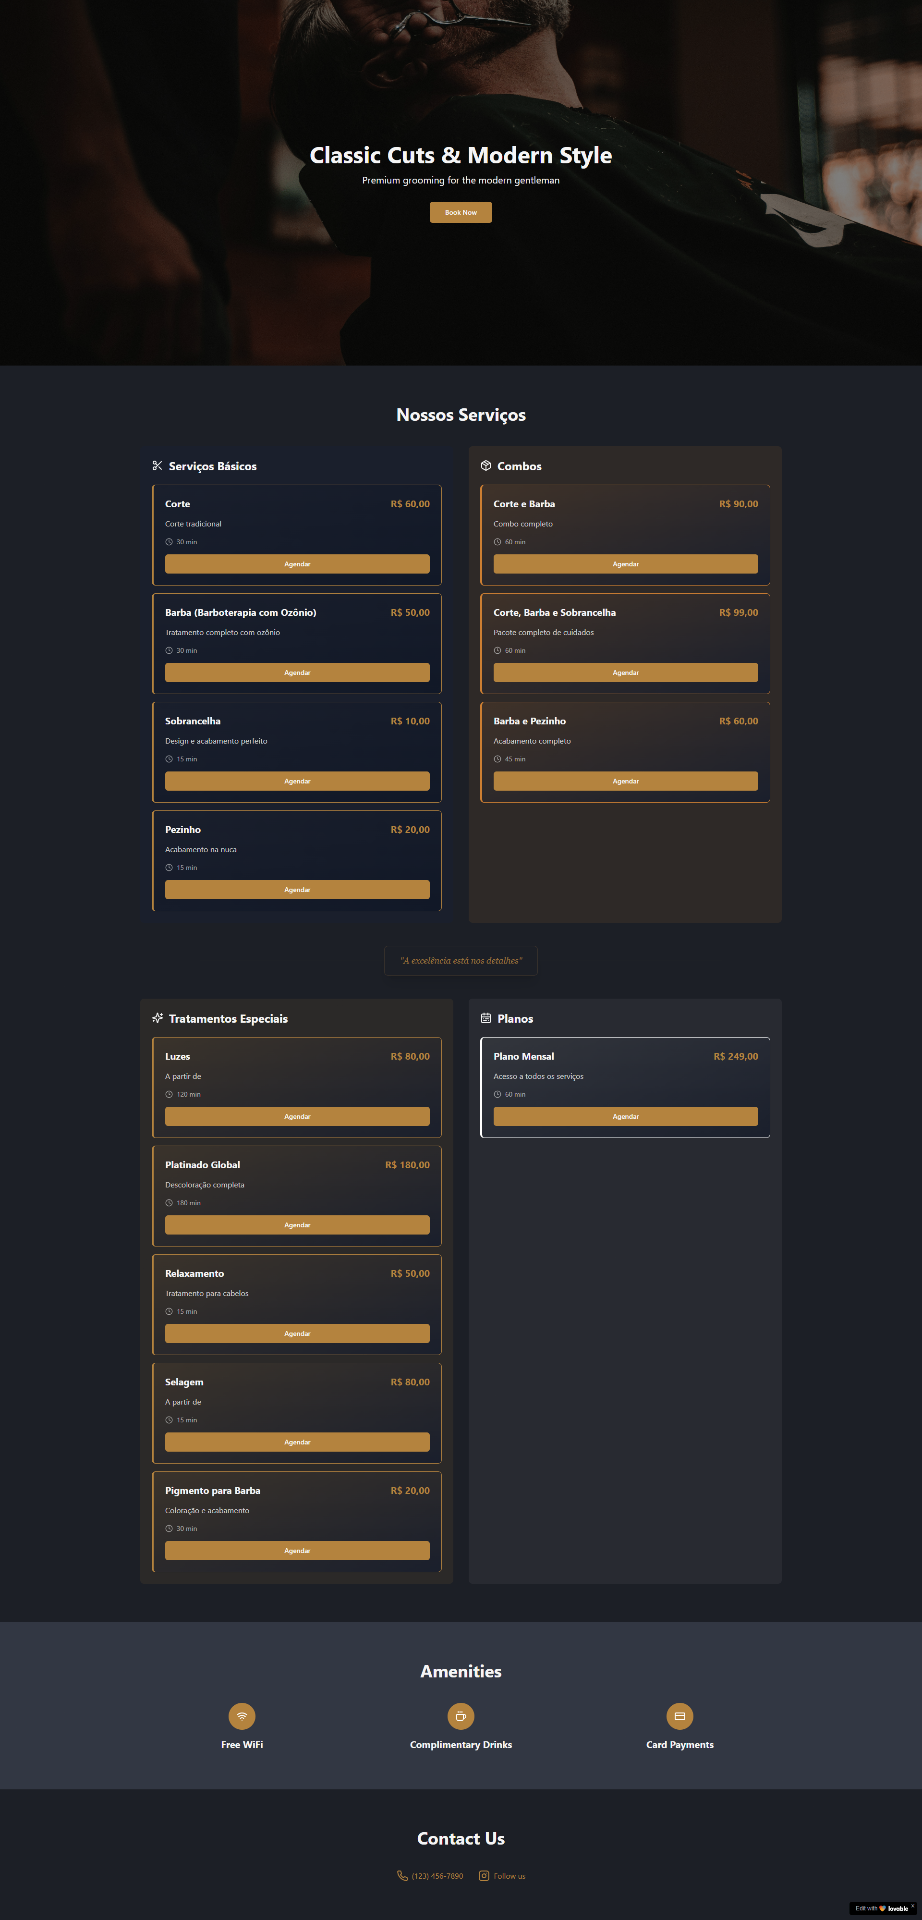 Classic Cuts & Modern Style
Premium grooming for the modern gentleman
Book Now
Nossos Serviços
Serviços Básicos
Corte R$ 60,00
Corte tradicional
30 min
Agendar
Barba (Barboterapia com Ozônio) R$ 50,00
Tratamento completo com ozônio
30 min
Agendar
Sobrancelha R$ 10,00
Design e acabamento perfeito
15 min
Agendar
Pezinho R$ 20,00
Acabamento na nuca
15 min
Agendar
Combos
Corte e Barba R$ 90,00
Combo completo
60 min
Agendar
Corte, Barba e Sobrancelha R$ 99,00
Pacote completo de cuidados
60 min
Agendar
Barba e Pezinho R$ 60,00
Acabamento completo
45 min
Agendar
"A excelência está nos detalhes"
Tratamentos Especiais
Luzes R$ 80,00
A partir de
120 min
Agendar
Platinado Global R$ 180,00
Descoloração completa
180 min
Agendar
Relaxamento R$ 50,00
Tratamento para cabelos
15 min
Agendar
Selagem R$ 80,00
A partir de
15 min
Agendar
Pigmento para Barba R$ 20,00
Coloração e acabamento
30 min
Agendar
Planos
Plano Mensal R$ 249,00
Acesso a todos os serviços
60 min
Agendar
Amenities
Free WiFi
Complimentary Drinks
Card Payments
Contact Us
(123) 456-7890
Follow us
Edit with lovable